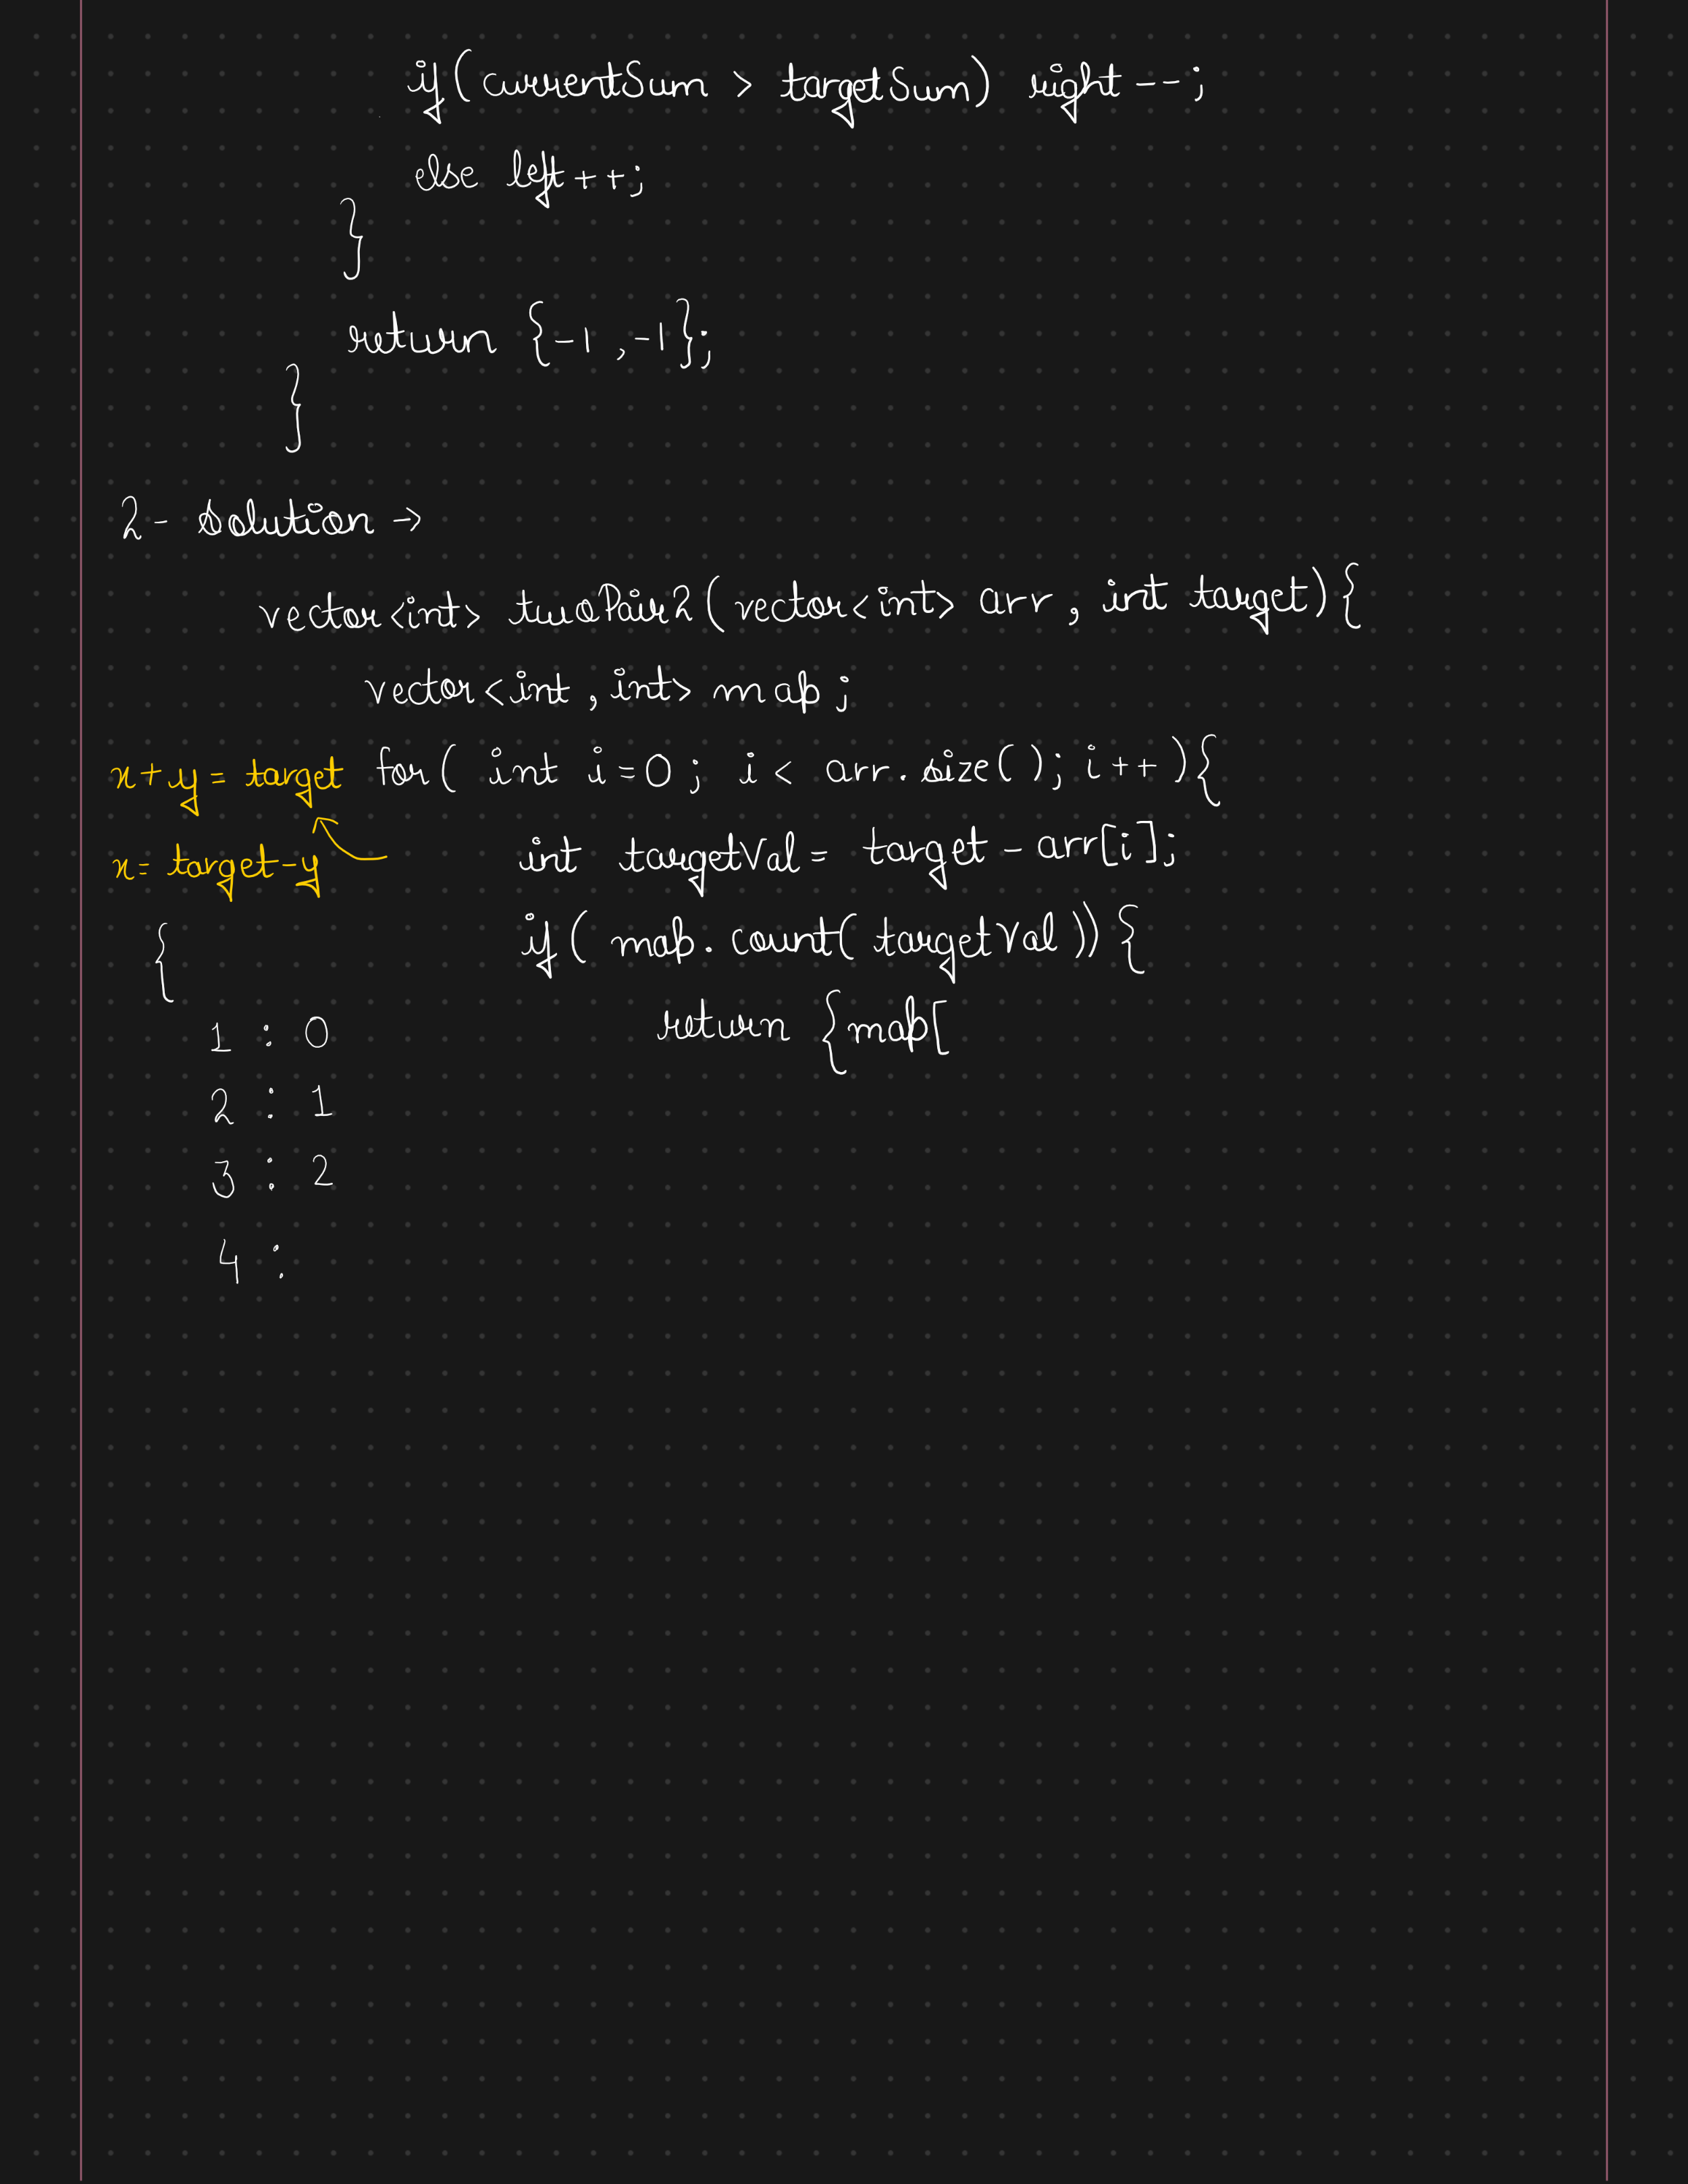 if(currentSum > targetSum) right--;
else left++;
}
return {-1,-1};
}
2- Solution →
vector<int> twoPair2(vector<int> arr, int target){
vector<int,int> map;
x+y = target for( int i=0; i < arr.size(); i++){
x= target-y int targetVal = target - arr[i];
{ if( map.count( targetVal)){
1 : 0 return {map[
2 : 1
3 : 2
4 :